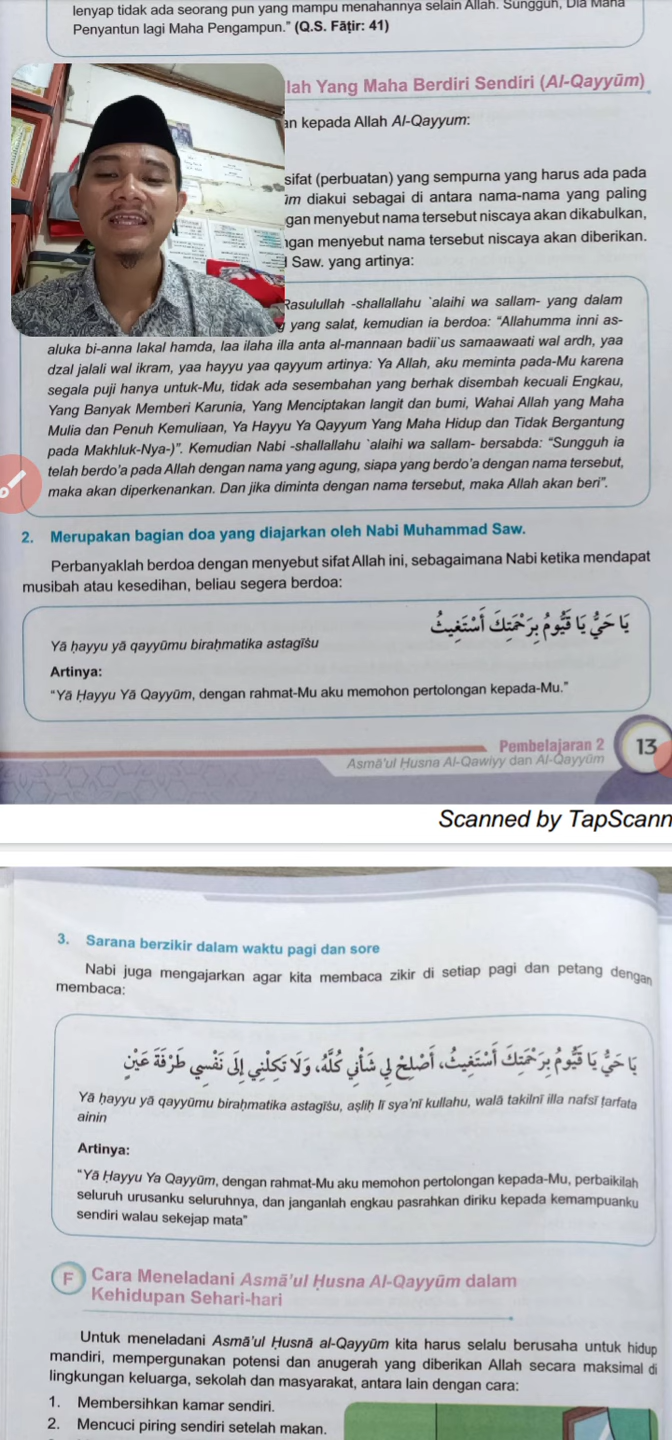 lenyap tidak ada seorang pun yang mampu menahannya selain Allah. Sungguh, Dia Maha
Penyantun lagi Maha Pengampun." (Q.S. Fāṭir: 41)
lah Yang Maha Berdiri Sendiri (Al-Qayyūm)
an kepada Allah Al-Qayyum:
sifat (perbuatan) yang sempurna yang harus ada pada
ūm diakui sebagai di antara nama-nama yang paling
gan menyebut nama tersebut niscaya akan dikabulkan,
ngan menyebut nama tersebut niscaya akan diberikan.
Saw. yang artinya:
Rasulullah -shallallahu `alaihi wa sallam- yang dalam
g yang salat, kemudian ia berdoa: "Allahumma inni as-
aluka bi-anna lakal hamda, laa ilaha illa anta al-mannaan badii`us samaawaati wal ardh, yaa
dzal jalali wal ikram, yaa hayyu yaa qayyum artinya: Ya Allah, aku meminta pada-Mu karena
segala puji hanya untuk-Mu, tidak ada sesembahan yang berhak disembah kecuali Engkau,
Yang Banyak Memberi Karunia, Yang Menciptakan langit dan bumi, Wahai Allah yang Maha
Mulia dan Penuh Kemuliaan, Ya Hayyu Ya Qayyum Yang Maha Hidup dan Tidak Bergantung
pada Makhluk-Nya-)". Kemudian Nabi -shallallahu `alaihi wa sallam- bersabda: "Sungguh ia
telah berdo'a pada Allah dengan nama yang agung, siapa yang berdo'a dengan nama tersebut,
maka akan diperkenankan. Dan jika diminta dengan nama tersebut, maka Allah akan beri".
2. Merupakan bagian doa yang diajarkan oleh Nabi Muhammad Saw.
Perbanyaklah berdoa dengan menyebut sifat Allah ini, sebagaimana Nabi ketika mendapat
musibah atau kesedihan, beliau segera berdoa:
يَا حَيُّ يَا قَيُّومُ بِرَحْمَتِكَ أَسْتَغِيثُ
Yā ḥayyu yā qayyūmu biraḥmatika astagīṡu
Artinya:
"Yā Ḥayyu Yā Qayyūm, dengan rahmat-Mu aku memohon pertolongan kepada-Mu."
Pembelajaran 2
Asmā'ul Ḥusna Al-Qawiyy dan Al-Qayyūm
13
Scanned by TapScann
3. Sarana berzikir dalam waktu pagi dan sore
Nabi juga mengajarkan agar kita membaca zikir di setiap pagi dan petang dengan
membaca:
يَا حَيُّ يَا قَيُّومُ بِرَحْمَتِكَ أَسْتَغِيثُ، أَصْلِحْ لِي شَأْنِي كُلَّهُ، وَلَا تَكِلْنِي إِلَى نَفْسِي طَرْفَةَ عَيْنٍ
Yā ḥayyu yā qayyūmu biraḥmatika astagīṡu, aṣliḥ lī sya'nī kullahu, walā takilnī illa nafsī ṭarfata
ainin
Artinya:
"Yā Ḥayyu Ya Qayyūm, dengan rahmat-Mu aku memohon pertolongan kepada-Mu, perbaikilah
seluruh urusanku seluruhnya, dan janganlah engkau pasrahkan diriku kepada kemampuanku
sendiri walau sekejap mata"
F Cara Meneladani Asmā'ul Ḥusna Al-Qayyūm dalam
Kehidupan Sehari-hari
Untuk meneladani Asmā'ul Ḥusnā al-Qayyūm kita harus selalu berusaha untuk hidup
mandiri, mempergunakan potensi dan anugerah yang diberikan Allah secara maksimal di
lingkungan keluarga, sekolah dan masyarakat, antara lain dengan cara:
1. Membersihkan kamar sendiri.
2. Mencuci piring sendiri setelah makan.